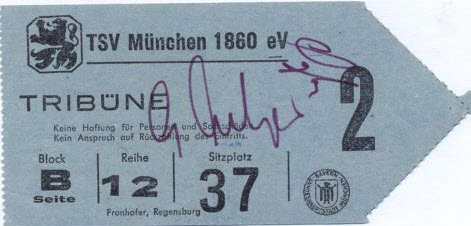 TSV München 1860 eV
TRIBÜNE
2
Keine Haftung für Personen und Sachschäden
Kein Anspruch auf Rückzahlung des Eintritts.
Block
Reihe
Sitzplatz
B
12
37
Seite
Fronhofer, Regensburg